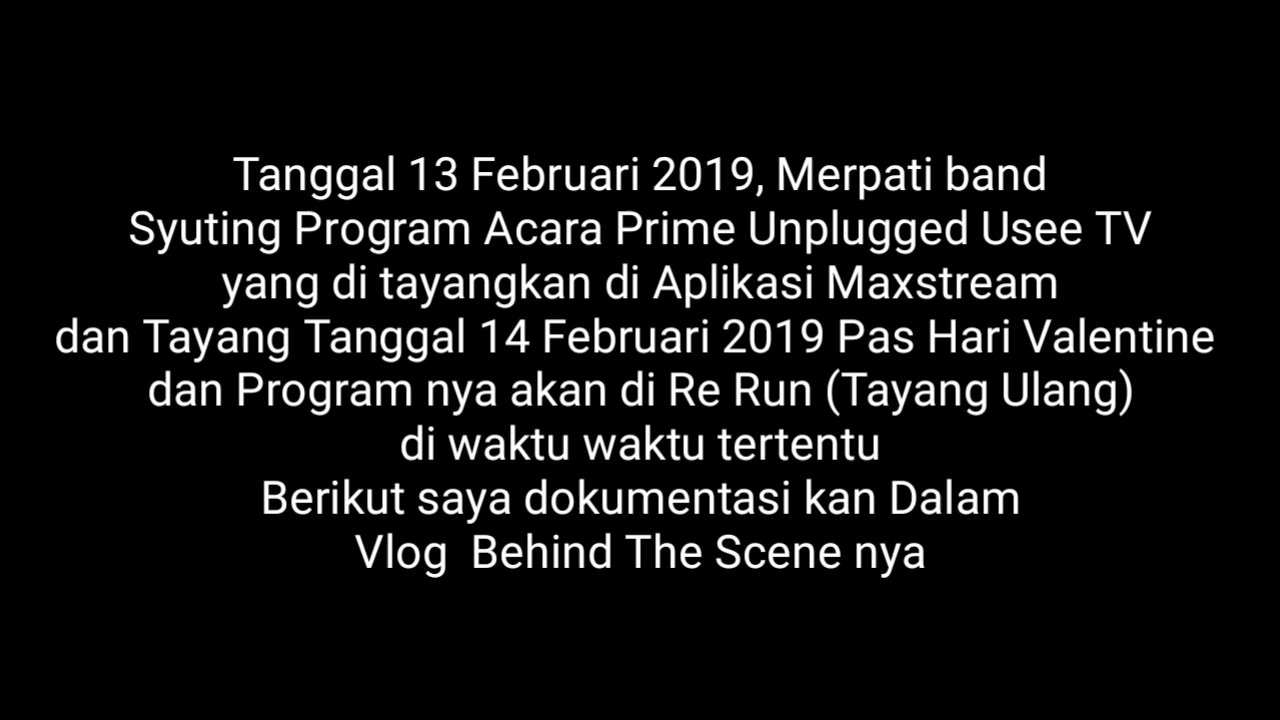 Tanggal 13 Februari 2019, Merpati band
Syuting Program Acara Prime Unplugged Usee TV
yang di tayangkan di Aplikasi Maxstream
dan Tayang Tanggal 14 Februari 2019 Pas Hari Valentine
dan Program nya akan di Re Run (Tayang Ulang)
di waktu waktu tertentu
Berikut saya dokumentasi kan Dalam
Vlog  Behind The Scene nya